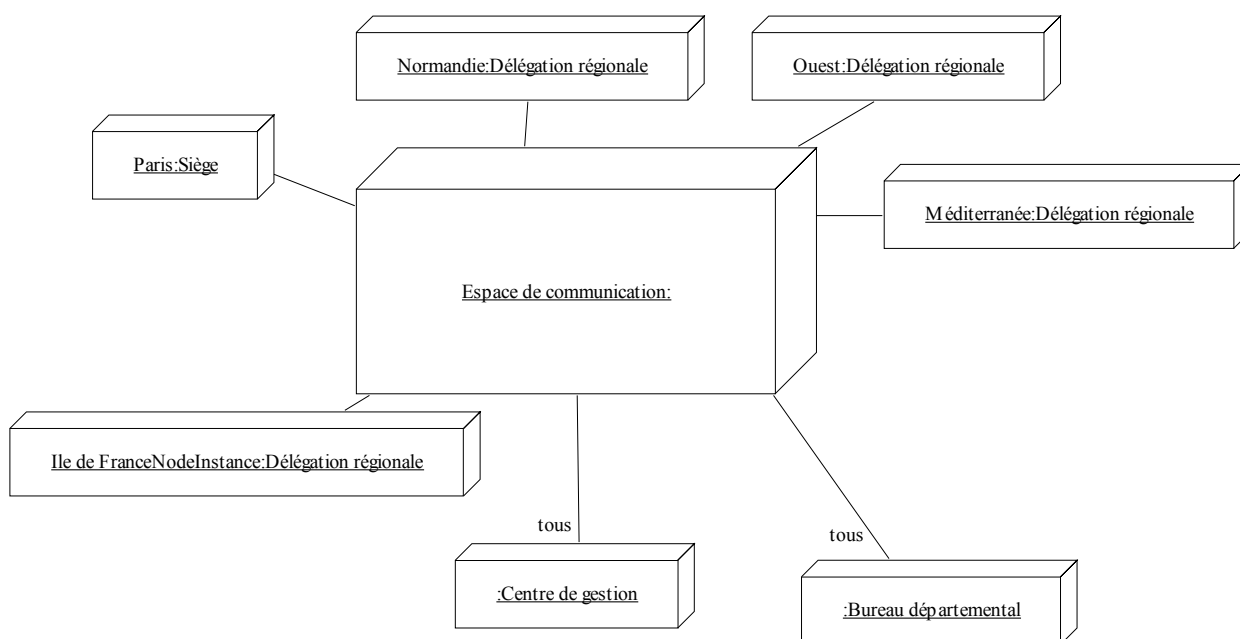 Normandie:Délégation régionale
Ouest:Délégation régionale
Paris:Siège
Méditerranée:Délégation régionale
Espace de communication:
Ile de FranceNodeInstance:Délégation régionale
tous
tous
:Centre de gestion
:Bureau départemental